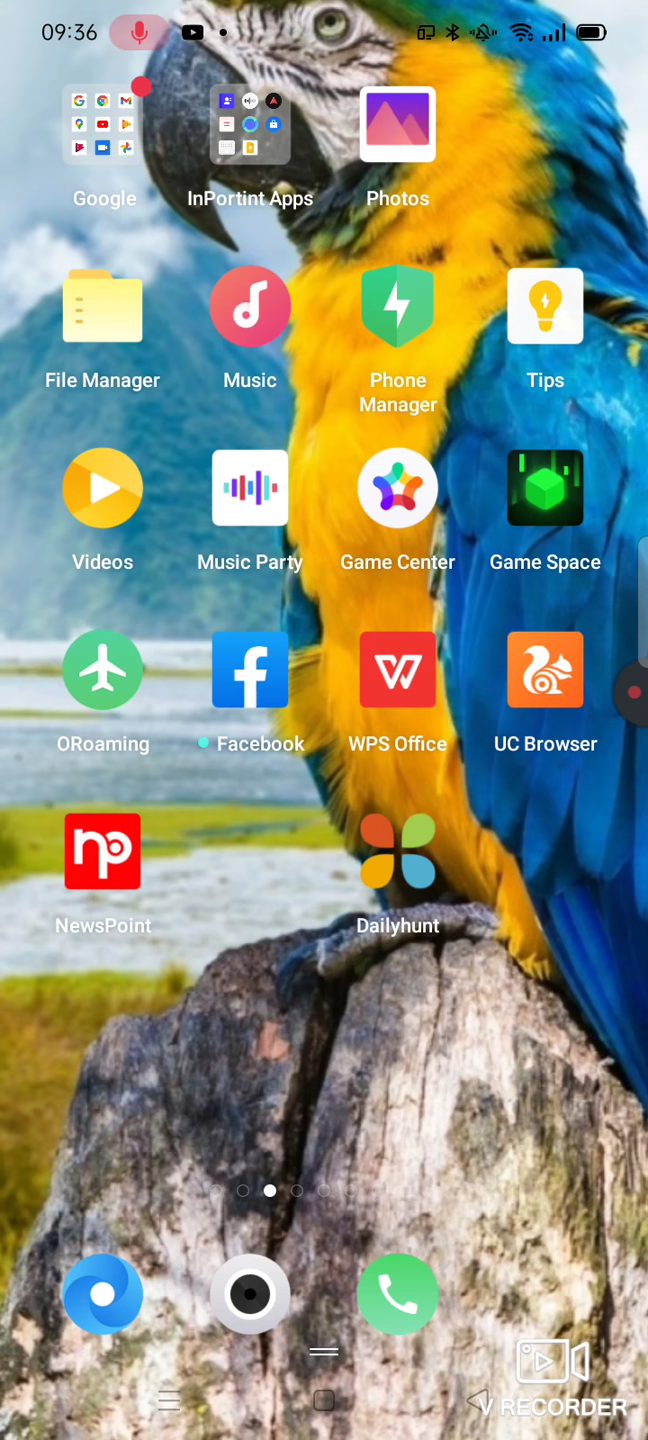 09:36
Google
InPortint Apps
Photos
File Manager
Music
Phone
Manager
Tips
Videos
Music Party
Game Center
Game Space
ORoaming
Facebook
WPS Office
UC Browser
np
NewsPoint
Dailyhunt
V RECORDER